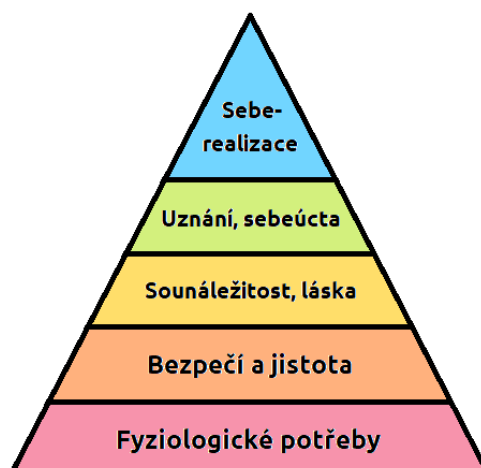 Sebe-
realizace
Uznání, sebeúcta
Sounáležitost, láska
Bezpečí a jistota
Fyziologické potřeby